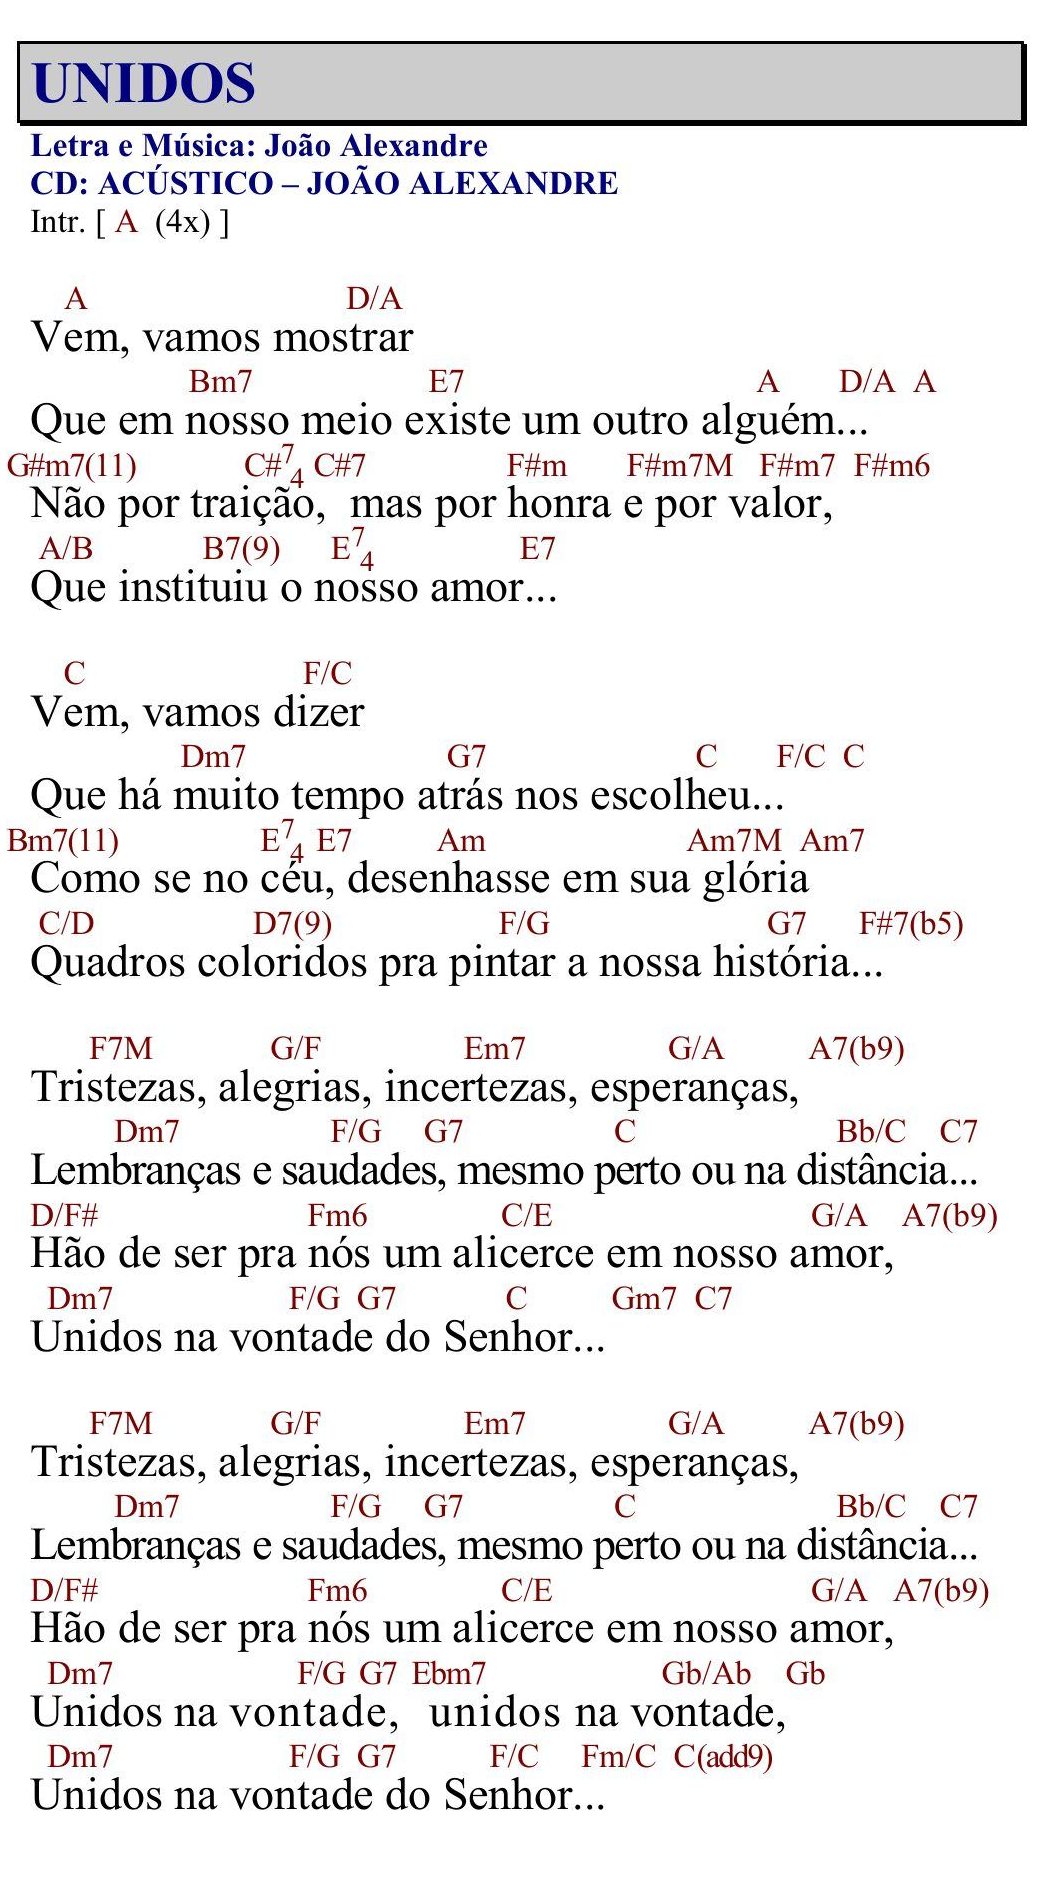 UNIDOS
Letra e Música: João Alexandre
CD: ACÚSTICO – JOÃO ALEXANDRE
Intr. [ A (4x) ]
A D/A
Vem, vamos mostrar
Bm7 E7 A D/A A
Que em nosso meio existe um outro alguém...
G#m7(11) C#7 4 C#7 F#m F#m7M F#m7 F#m6
Não por traição, mas por honra e por valor,
A/B B7(9) E7 4 E7
Que instituiu o nosso amor...
C F/C
Vem, vamos dizer
Dm7 G7 C F/C C
Que há muito tempo atrás nos escolheu...
Bm7(11) E7 4 E7 Am Am7M Am7
Como se no céu, desenhasse em sua glória
C/D D7(9) F/G G7 F#7(b5)
Quadros coloridos pra pintar a nossa história...
F7M G/F Em7 G/A A7(b9)
Tristezas, alegrias, incertezas, esperanças,
Dm7 F/G G7 C Bb/C C7
Lembranças e saudades, mesmo perto ou na distância...
D/F# Fm6 C/E G/A A7(b9)
Hão de ser pra nós um alicerce em nosso amor,
Dm7 F/G G7 C Gm7 C7
Unidos na vontade do Senhor...
F7M G/F Em7 G/A A7(b9)
Tristezas, alegrias, incertezas, esperanças,
Dm7 F/G G7 C Bb/C C7
Lembranças e saudades, mesmo perto ou na distância...
D/F# Fm6 C/E G/A A7(b9)
Hão de ser pra nós um alicerce em nosso amor,
Dm7 F/G G7 Ebm7 Gb/Ab Gb
Unidos na vontade, unidos na vontade,
Dm7 F/G G7 F/C Fm/C C(add9)
Unidos na vontade do Senhor...